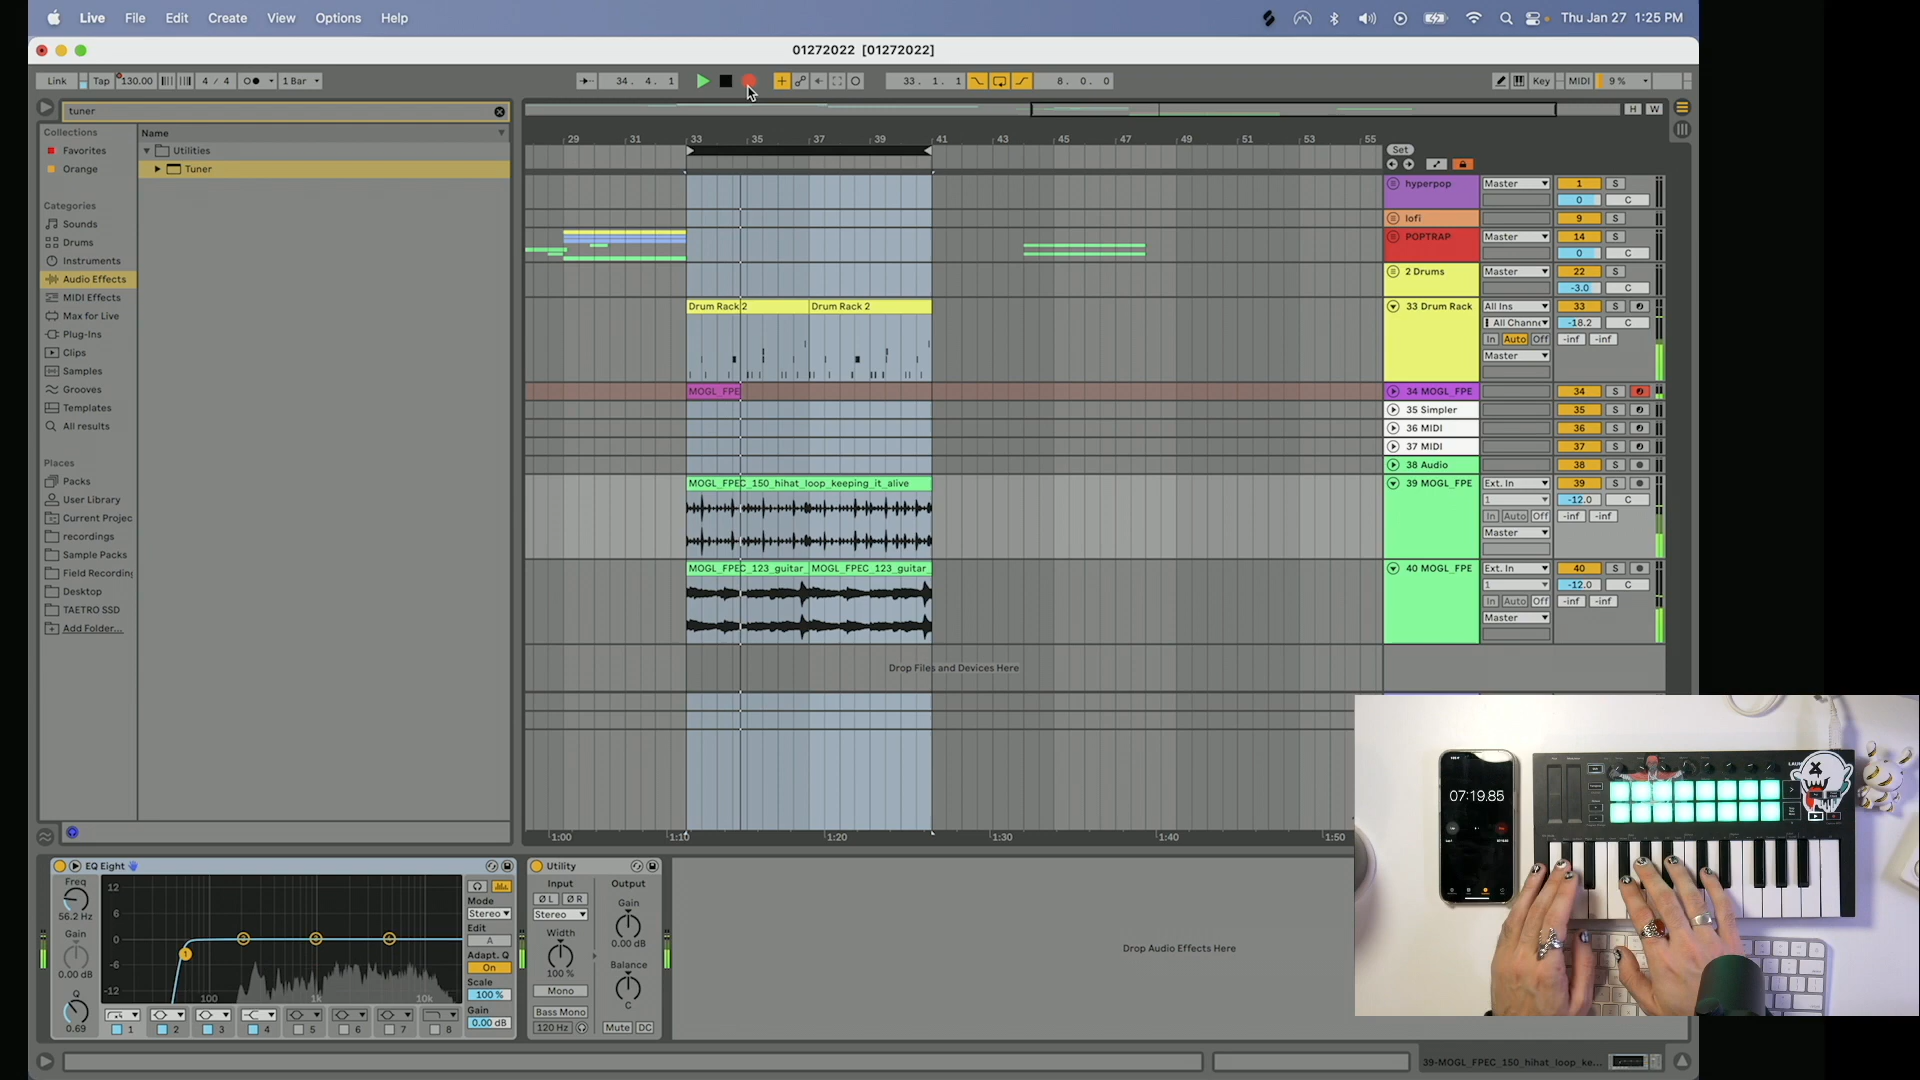 Live File Edit Create View Options Help
Thu Jan 27 1:25 PM
01272022 [01272022]
Link Tap 130.00 4 / 4 1 Bar
34. 4. 1
33. 1. 1
8. 0. 0
Key MIDI 9 %
tuner
Collections
Favorites
Orange
Name
Utilities
Tuner
Categories
Sounds
Drums
Instruments
Audio Effects
MIDI Effects
Max for Live
Plug-Ins
Clips
Samples
Grooves
Templates
All results
Places
Packs
User Library
Current Projec
recordings
Sample Packs
Field Recording
Desktop
TAETRO SSD
Add Folder...
H W
29 31 33 35 37 39 41 43 45 47 49 51 53 55
Set
hyperpop Master 1 S
0 C
lofi 9 S
POPTRAP Master 14 S
0 C
2 Drums Master 22 S
-3.0 C
Drum Rack 2 Drum Rack 2
33 Drum Rack All Ins 33 S
All Channe -18.2 C
In Auto Off -inf -inf
Master
MOGL_FPE
34 MOGL_FPE 34 S
35 Simpler 35 S
36 MIDI 36 S
37 MIDI 37 S
38 Audio 38 S
MOGL_FPEC_150_hihat_loop_keeping_it_alive
39 MOGL_FPE Ext. In 39 S
1 -12.0 C
In Auto Off -inf -inf
Master
MOGL_FPEC_123_guitar_ MOGL_FPEC_123_guitar_
40 MOGL_FPE Ext. In 40 S
1 -12.0 C
In Auto Off -inf -inf
Master
Drop Files and Devices Here
1:00 1:10 1:20 1:30 1:40 1:50
07:19.85
EQ Eight
Freq
56.2 Hz
Gain
0.00 dB
Q
0.69
12
6
0
-6
-12
100 1k 10k
1 2 3 4 5 6 7 8
Mode
Stereo
Edit
A
Adapt. Q
On
Scale
100 %
Gain
0.00 dB
Utility
Input Output
Ø L Ø R
Stereo
Gain
0.00 dB
Width
100 %
Balance
C
Mono
Bass Mono
120 Hz
Mute DC
Drop Audio Effects Here
39-MOGL_FPEC_150_hihat_loop_ke...